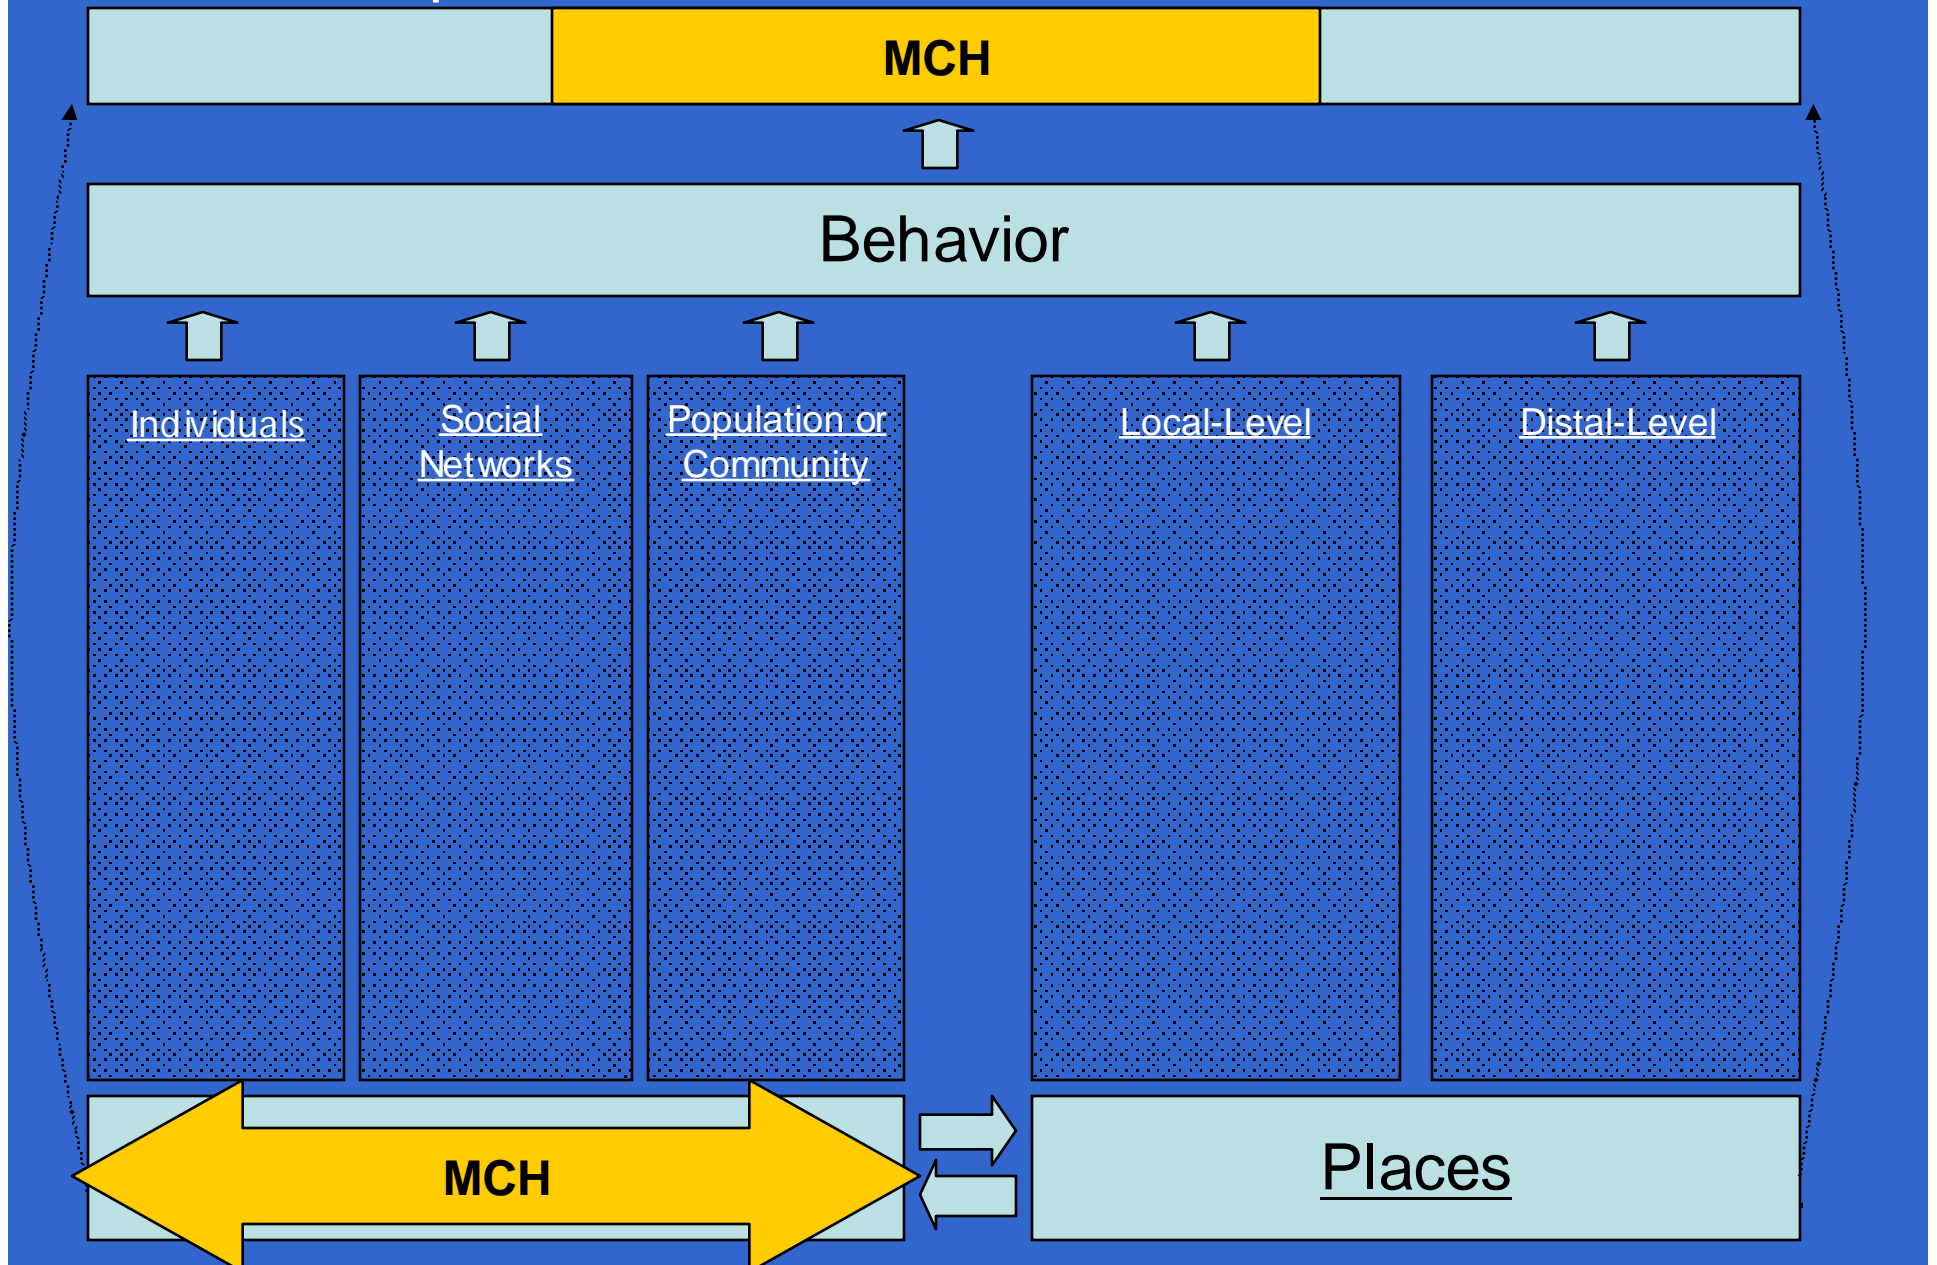 MCH
Behavior
Individuals
Social
Networks
Population or
Community
Local-Level
Distal-Level
MCH
Places